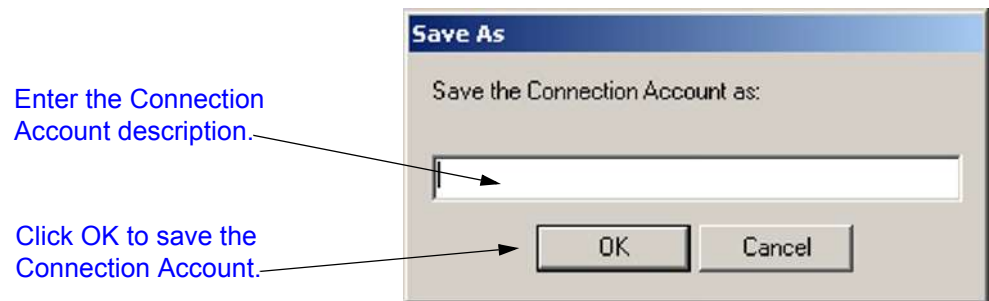 Save As
Save the Connection Account as:
Enter the Connection
Account description.
Click OK to save the
Connection Account.
OK
Cancel